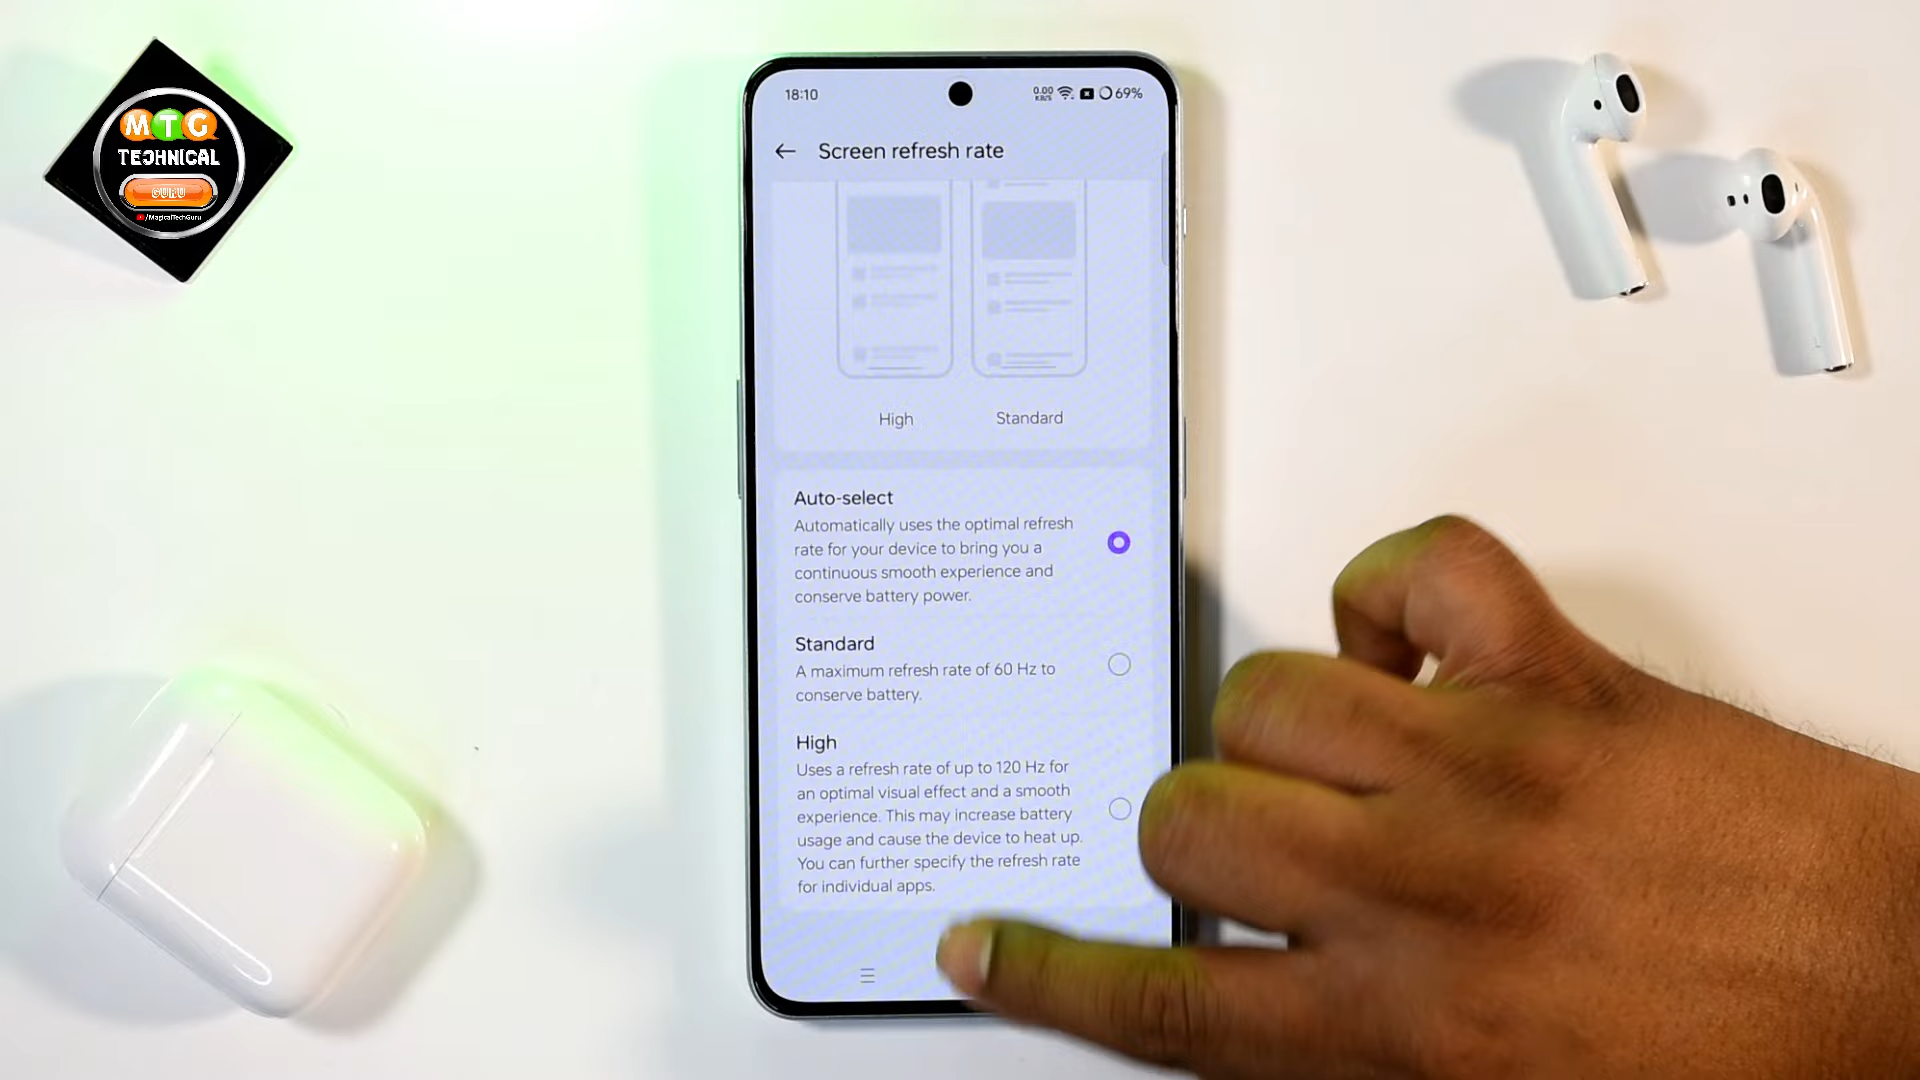 MTG
TECHNICAL
GURU
/MagicalTechGuru
18:10
0.00
KB/S
69%
Screen refresh rate
High
Standard
Auto-select
Automatically uses the optimal refresh
rate for your device to bring you a
continuous smooth experience and
conserve battery power.
Standard
A maximum refresh rate of 60 Hz to
conserve battery.
High
Uses a refresh rate of up to 120 Hz for
an optimal visual effect and a smooth
experience. This may increase battery
usage and cause the device to heat up.
You can further specify the refresh rate
for individual apps.